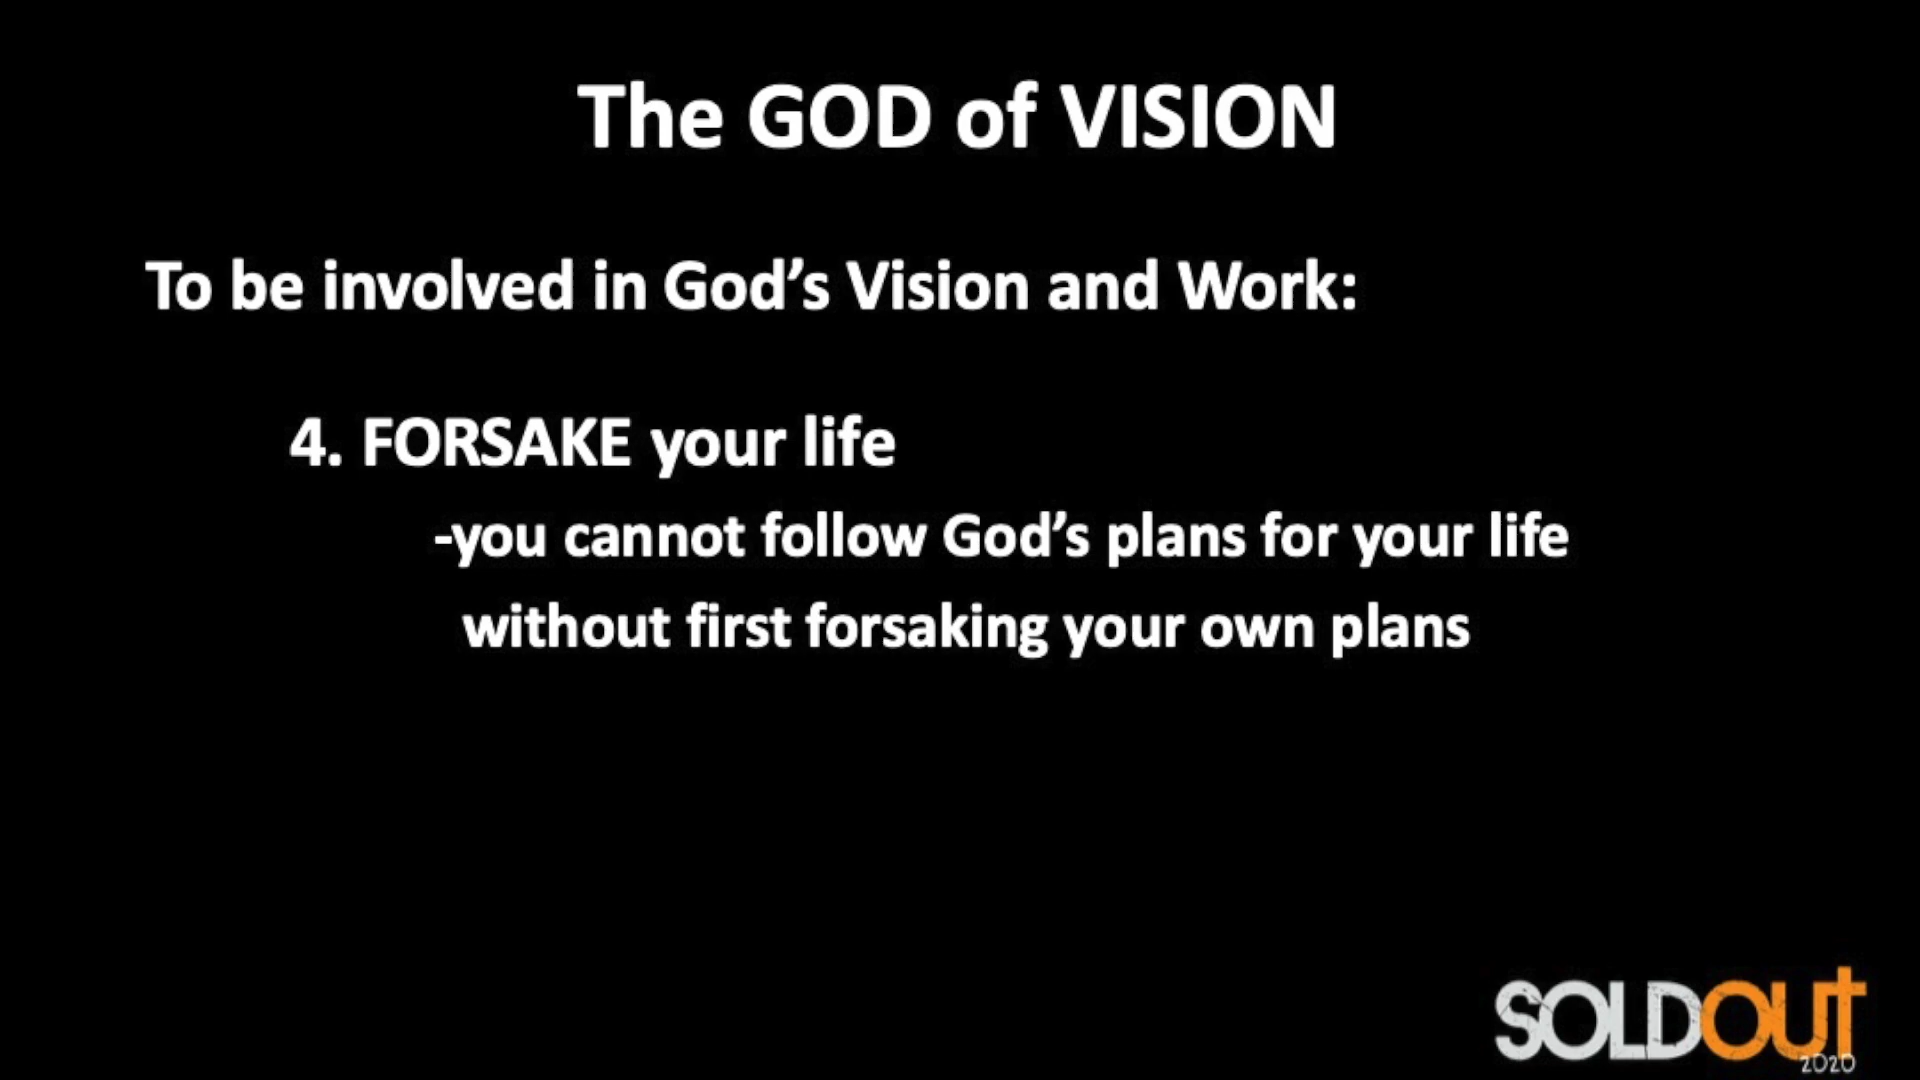 The GOD of VISION
To be involved in God’s Vision and Work:
4. FORSAKE your life
-you cannot follow God’s plans for your life
without first forsaking your own plans
SOLDOUT
2020